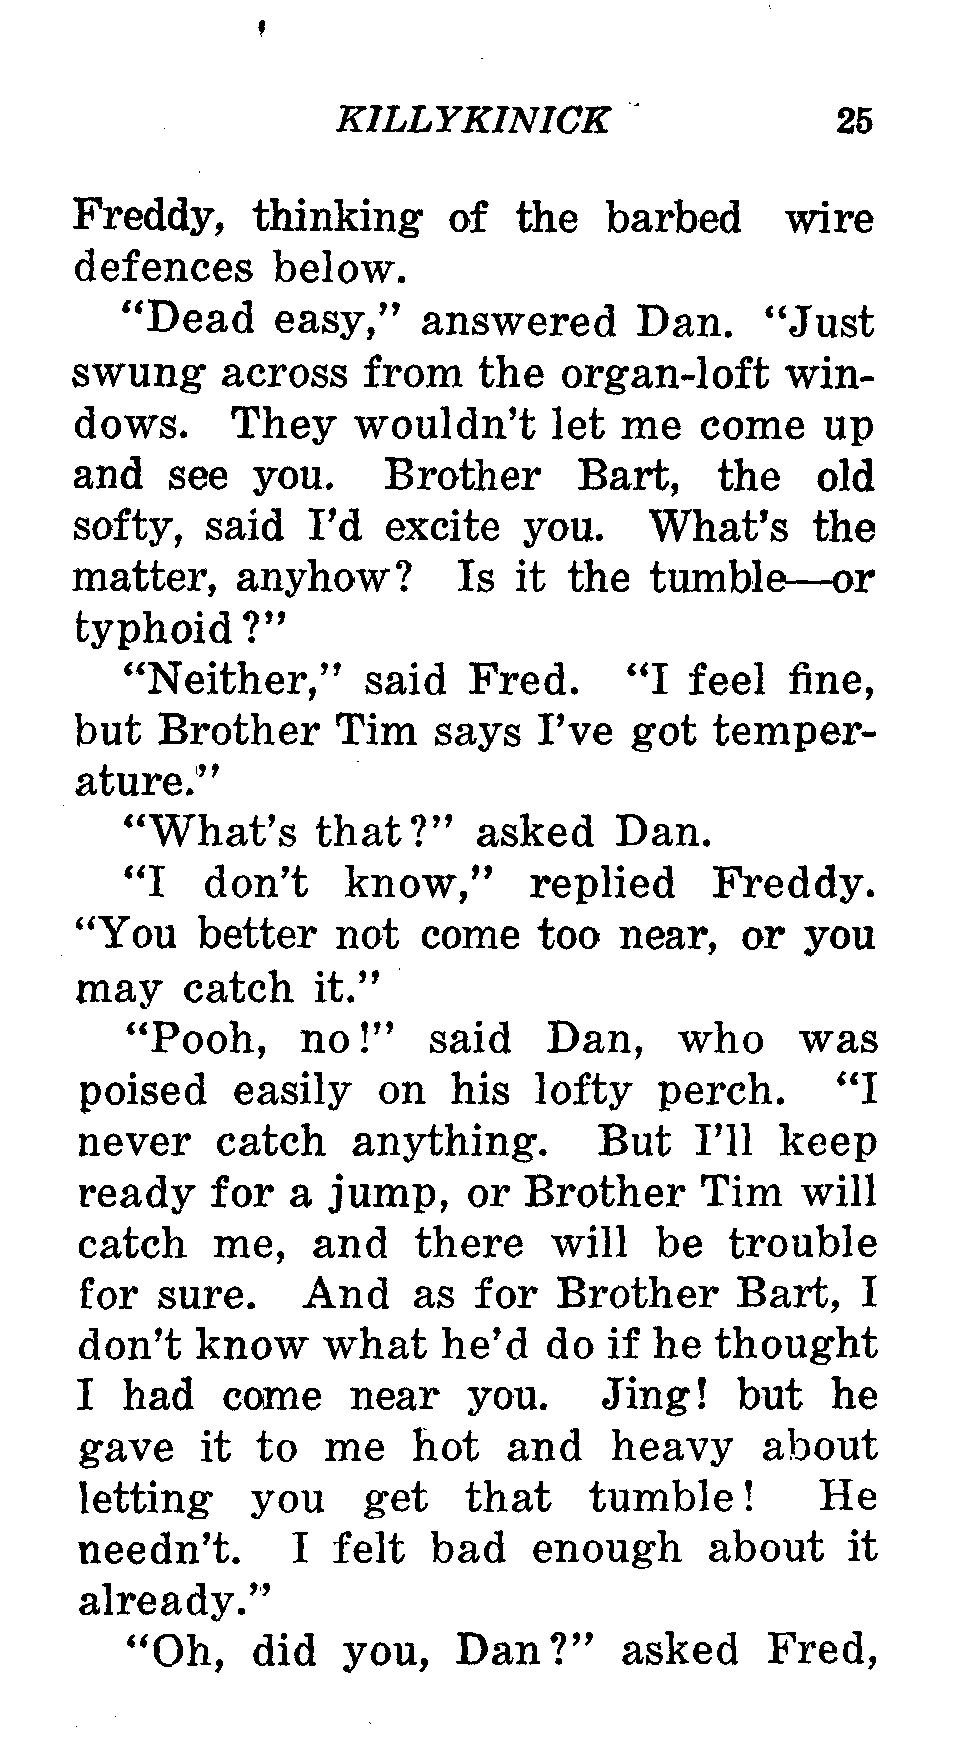 KILLYKINICK 25
Freddy, thinking of the barbed wire
defences below.
"Dead easy," answered Dan. "Just
swung across from the organ-loft win-
dows. They wouldn't let me come up
and see you. Brother Bart, the old
softy, said I'd excite you. What's the
matter, anyhow? Is it the tumble—or
typhoid?"
"Neither," said Fred. "I feel fine,
but Brother Tim says I've got temper-
ature."
"What's that?" asked Dan.
"I don't know," replied Freddy.
"You better not come too near, or you
may catch it."
"Pooh, no!" said Dan, who was
poised easily on his lofty perch. "I
never catch anything. But I'll keep
ready for a jump, or Brother Tim will
catch me, and there will be trouble
for sure. And as for Brother Bart, I
don't know what he'd do if he thought
I had come near you. Jing! but he
gave it to me hot and heavy about
letting you get that tumble! He
needn't. I felt bad enough about it
already."
"Oh, did you, Dan?" asked Fred,